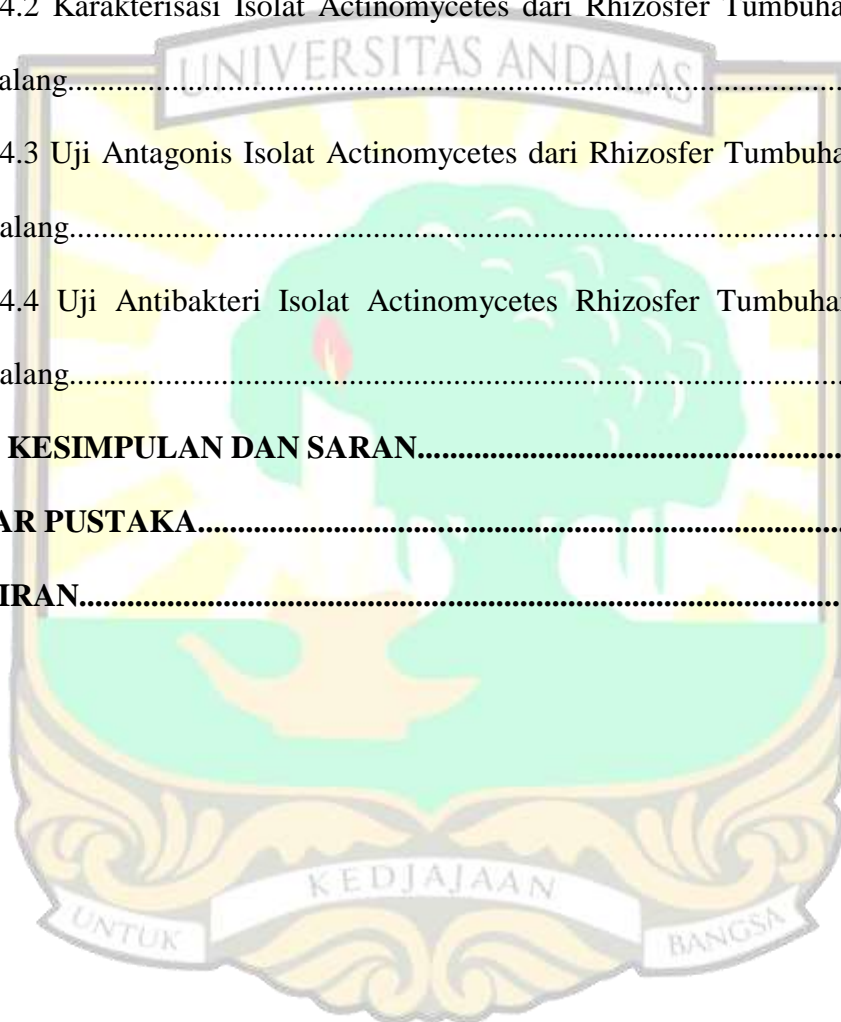 4.2 Karakterisasi Isolat Actinomycetes dari Rhizosfer Tumbuha
alang.....................................................................................................
4.3 Uji Antagonis Isolat Actinomycetes dari Rhizosfer Tumbuha
alang.....................................................................................................
4.4 Uji Antibakteri Isolat Actinomycetes Rhizosfer Tumbuha
alang.....................................................................................................
KESIMPULAN DAN SARAN.......................................................
AR PUSTAKA....................................................................................
IRAN.....................................................................................................
UNIVERSITAS ANDALAS
UNTUK KEDJAJAAN BANGSA